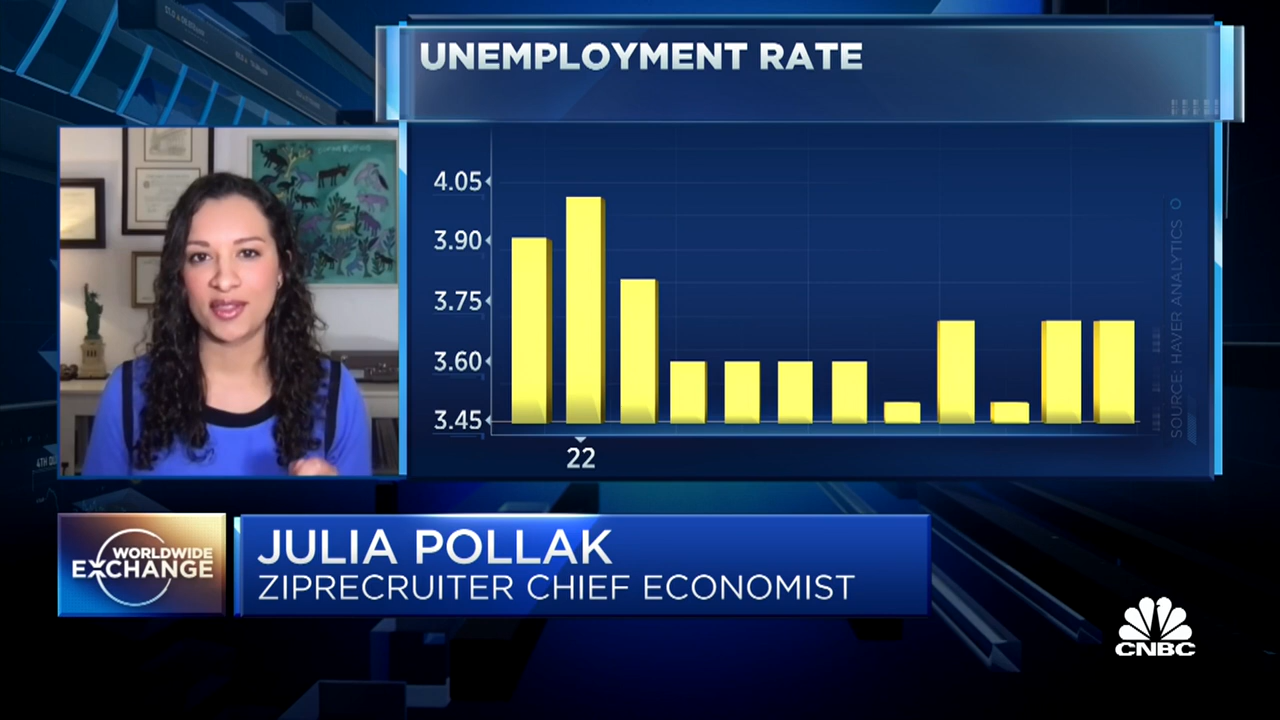 UNEMPLOYMENT RATE
4.05
3.90
3.75
3.60
3.45
22
SOURCE: HAVER ANALYTICS
JULIA POLLAK
ZIPRECRUITER CHIEF ECONOMIST
WORLDWIDE
EXCHANGE
CNBC